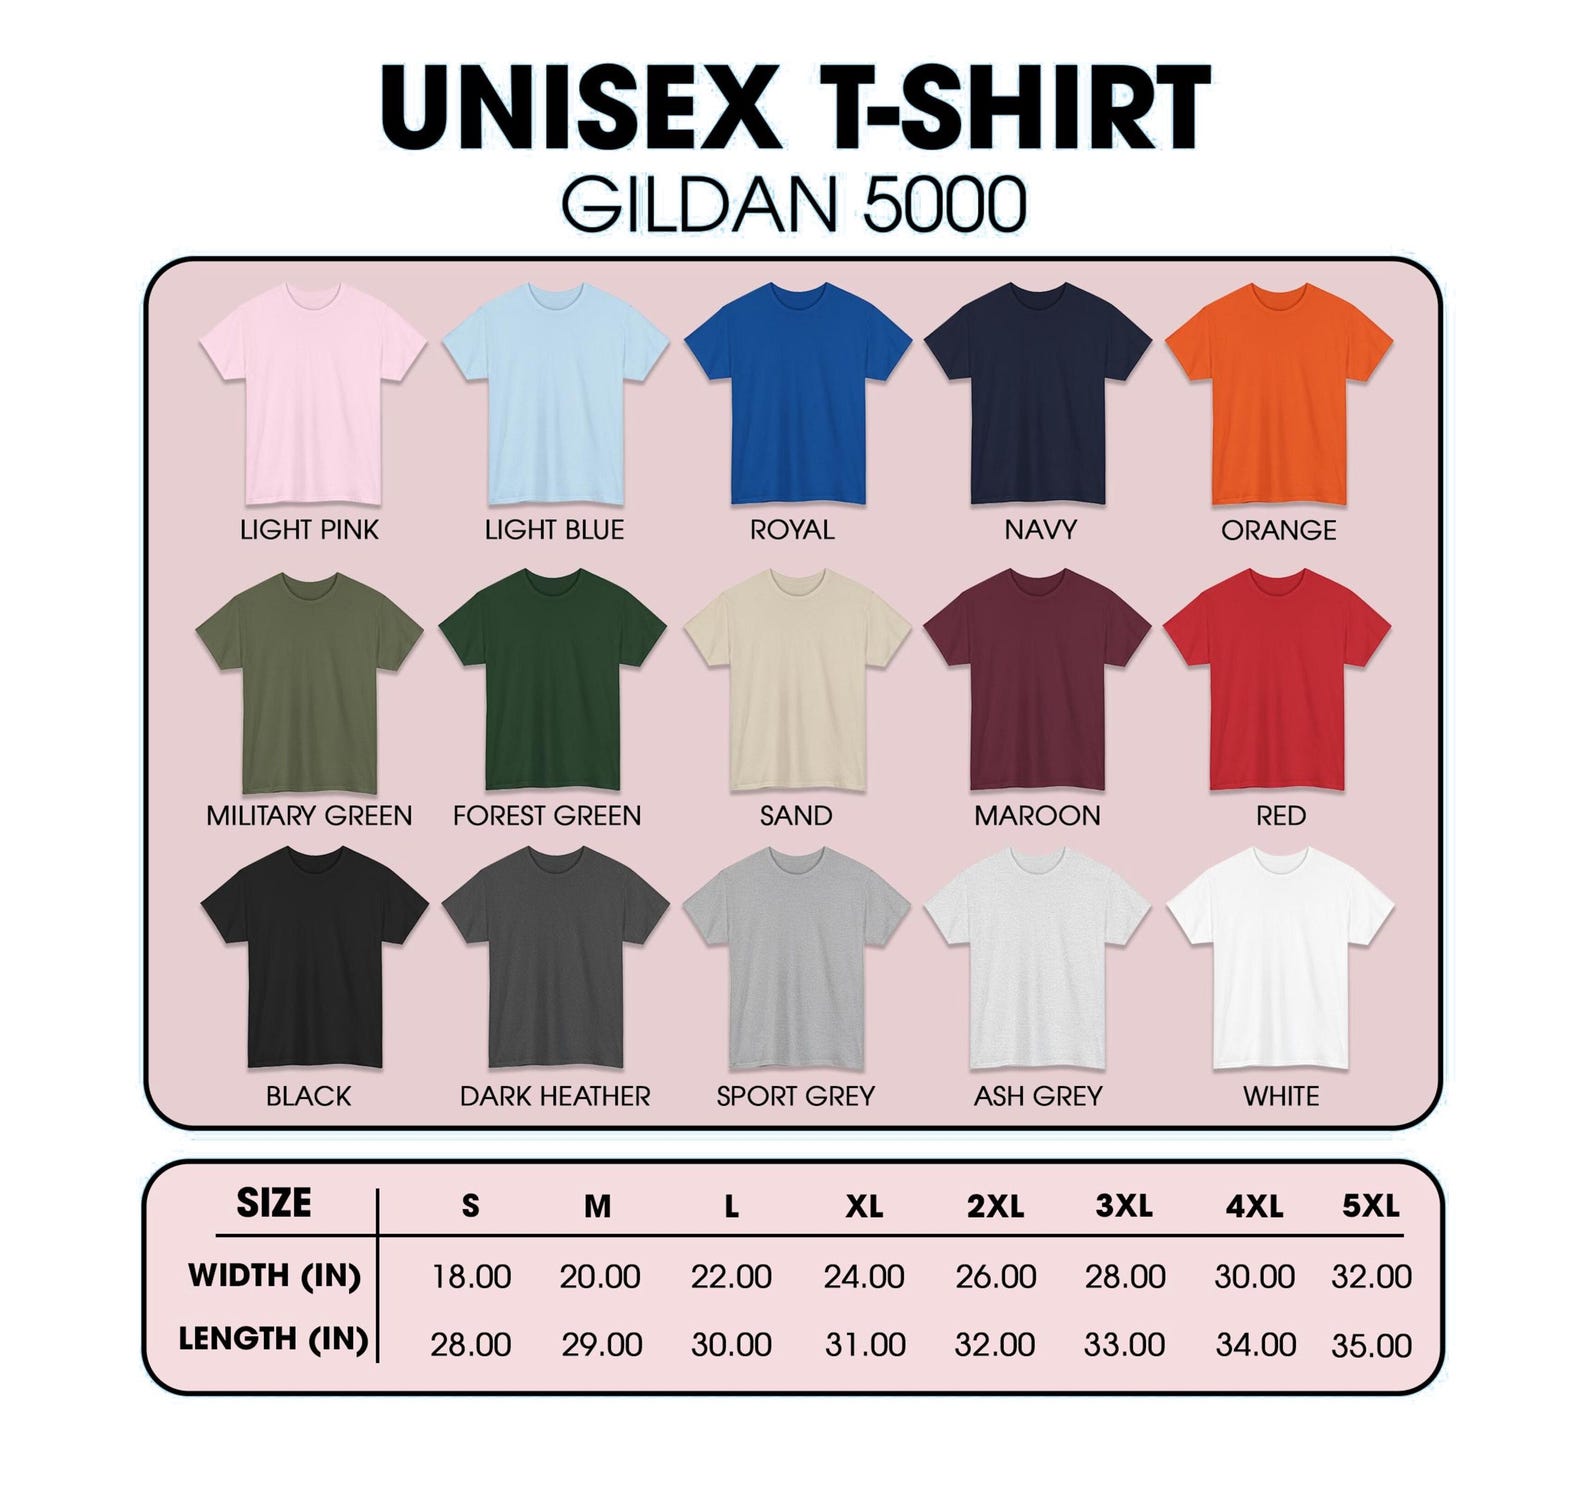 UNISEX T-SHIRT
GILDAN 5000
LIGHT PINK LIGHT BLUE ROYAL NAVY ORANGE
MILITARY GREEN FOREST GREEN SAND MAROON RED
BLACK DARK HEATHER SPORT GREY ASH GREY WHITE
SIZE S M L XL 2XL 3XL 4XL 5XL
WIDTH (IN) 18.00 20.00 22.00 24.00 26.00 28.00 30.00 32.00
LENGTH (IN) 28.00 29.00 30.00 31.00 32.00 33.00 34.00 35.00